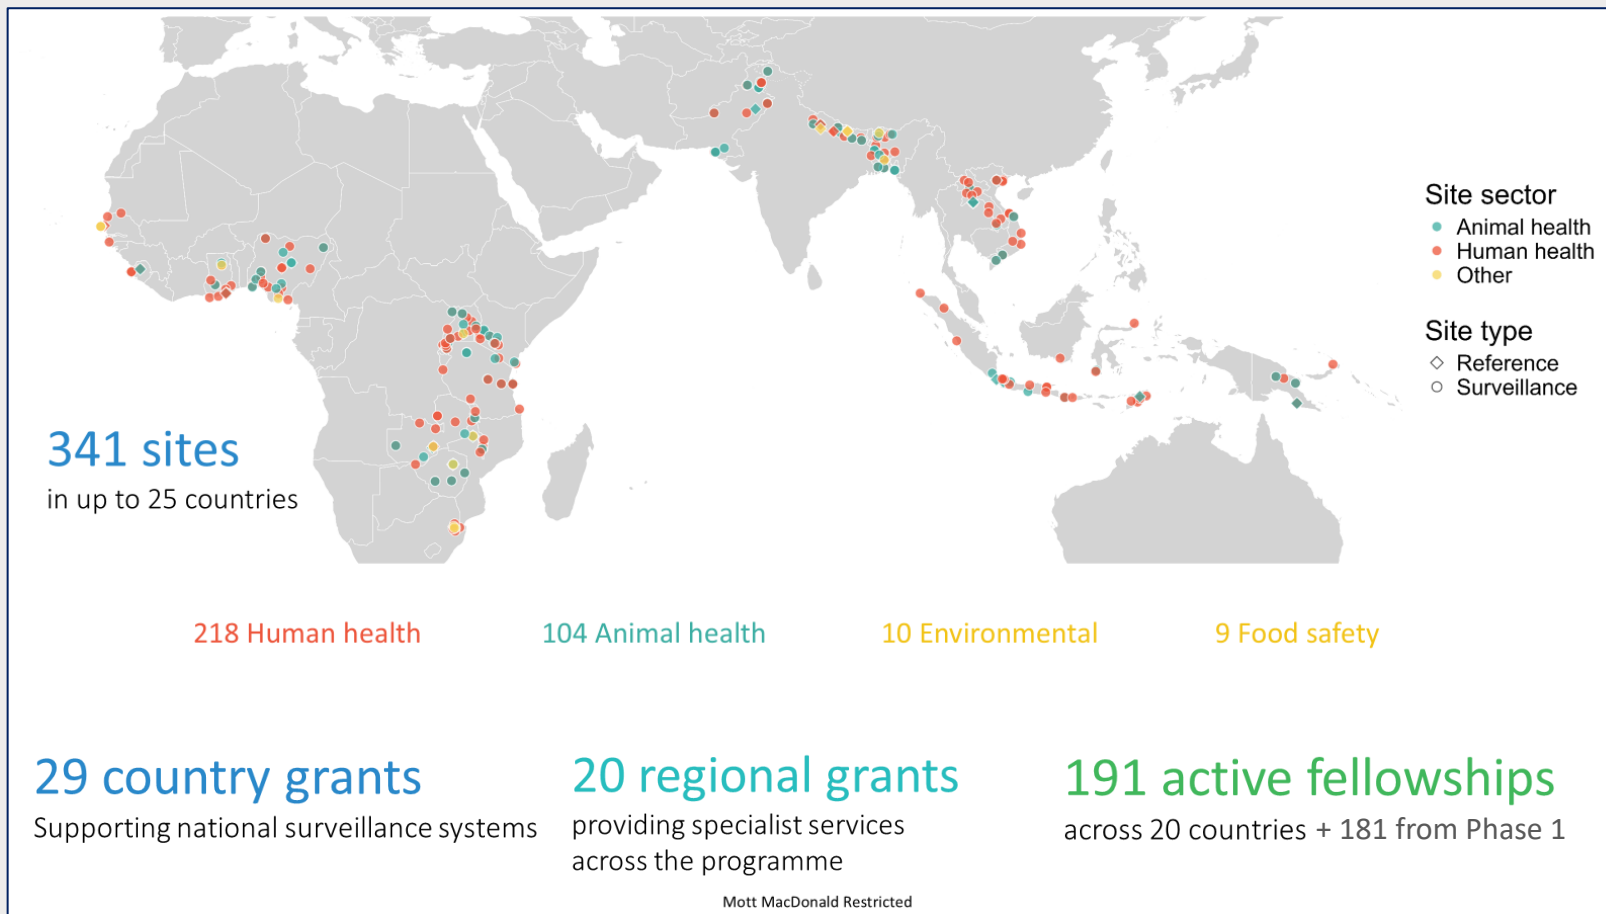 Site sector
Animal health
Human health
Other
Site type
Reference
Surveillance
341 sites
in up to 25 countries
218 Human health
104 Animal health
10 Environmental
9 Food safety
29 country grants
Supporting national surveillance systems
20 regional grants
providing specialist services
across the programme
191 active fellowships
across 20 countries + 181 from Phase 1
Mott MacDonald Restricted